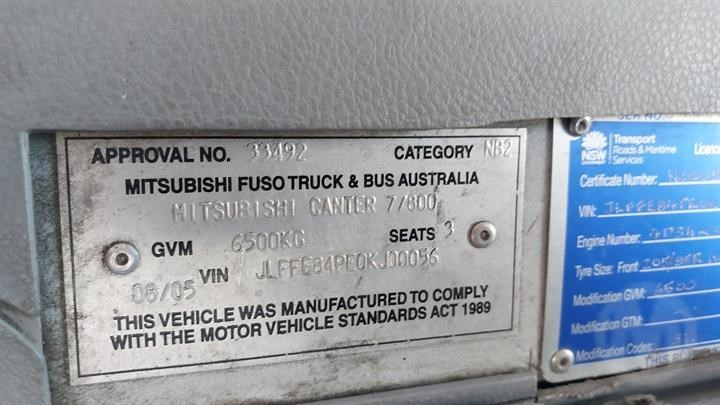 APPROVAL NO. 33492 CATEGORY NB2
MITSUBISHI FUSO TRUCK & BUS AUSTRALIA
MITSUBISHI CANTER 7/800
GVM 6500KG SEATS 3
08/05 VIN JLFFE84PE0KJ00056
THIS VEHICLE WAS MANUFACTURED TO COMPLY
WITH THE MOTOR VEHICLE STANDARDS ACT 1989
NSW
Transport
Roads & Maritime
Services
Certificate Number:
VIN:
Engine Number:
Tyre Size: Front
Modification GVM: 4500
Modification GTM:
Modification Codes: